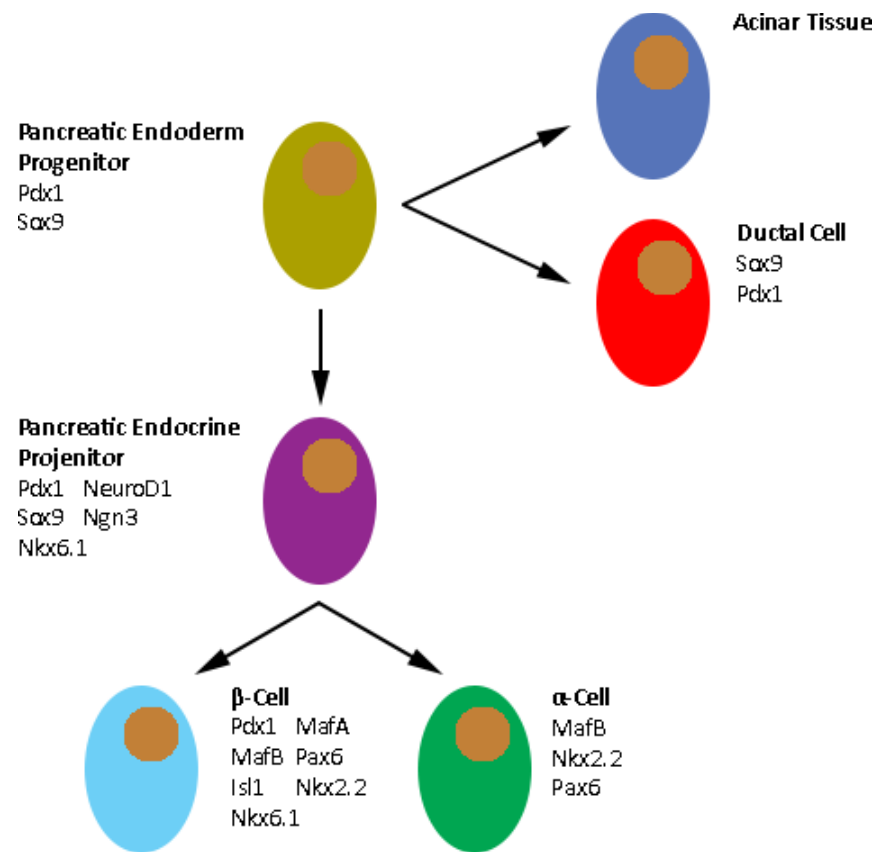 Acinar Tissue
Pancreatic Endoderm
Progenitor
Pdx1
Sox9
Ductal Cell
Sox9
Pdx1
Pancreatic Endocrine
Projenitor
Pdx1 NeuroD1
Sox9 Ngn3
Nkx6.1
β-Cell
Pdx1 MafA
MafB Pax6
Isl1 Nkx2.2
Nkx6.1
α-Cell
MafB
Nkx2.2
Pax6